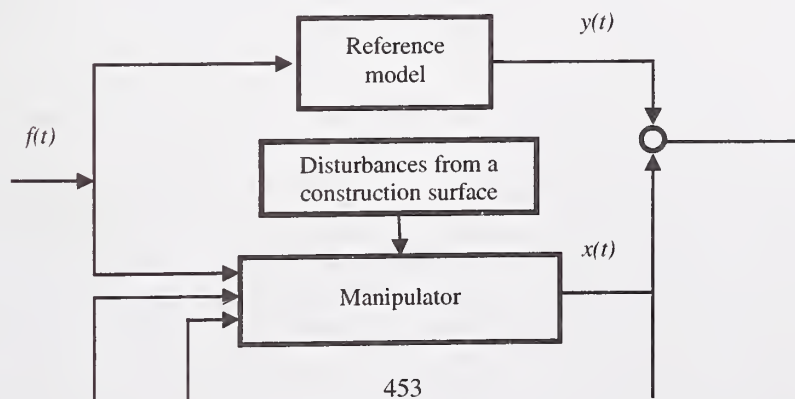 y(t)
Reference
model
f(t)
Disturbances from a
construction surface
x(t)
Manipulator
453